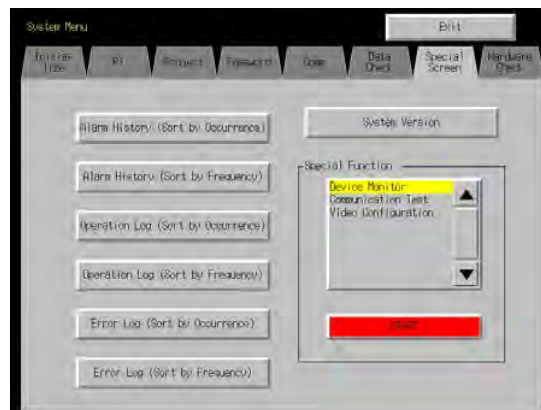 System Menu
Exit
Initialize
PT
Project
Password
Comm.
Data
Check
Special
Screen
Hardware
Check
Alarm History (Sort by Occurrence)
System Version
Alarm History (Sort by Frequency)
Special Function
Device Monitor
Communication Test
Video Configuration
Operation Log (Sort by Occurrence)
Operation Log (Sort by Frequency)
Error Log (Sort by Occurrence)
START
Error Log (Sort by Frequency)